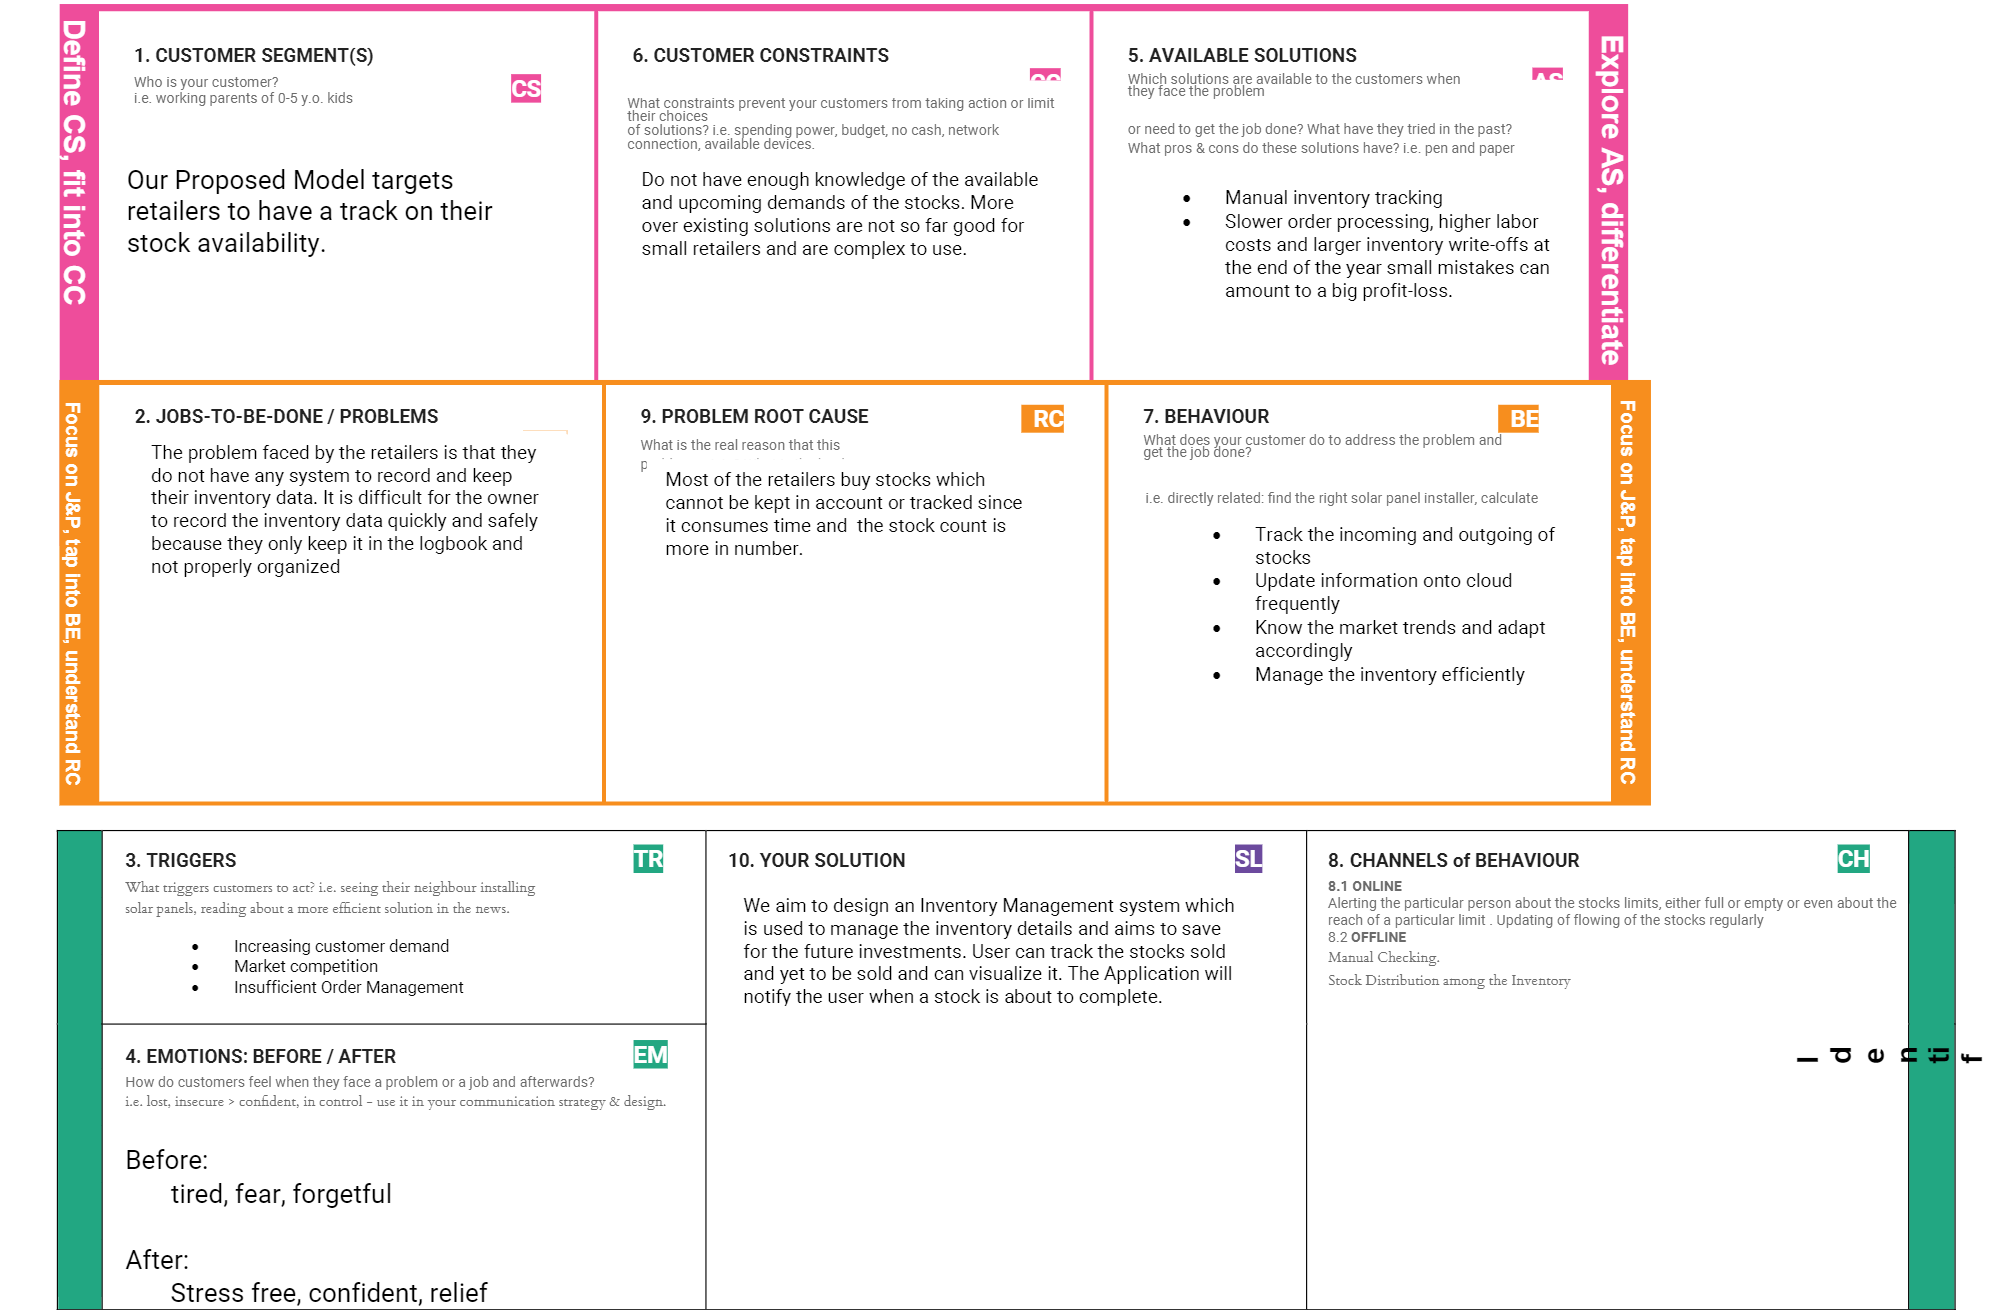 Define CS, fit into CC
1. CUSTOMER SEGMENT(S)
CS
Who is your customer?
i.e. working parents of 0-5 y.o. kids
Our Proposed Model targets
retailers to have a track on their
stock availability.
6. CUSTOMER CONSTRAINTS
What constraints prevent your customers from taking action or limit
their choices
of solutions? i.e. spending power, budget, no cash, network
connection, available devices.
Do not have enough knowledge of the available
and upcoming demands of the stocks. More
over existing solutions are not so far good for
small retailers and are complex to use.
5. AVAILABLE SOLUTIONS
AS
Which solutions are available to the customers when
they face the problem
or need to get the job done? What have they tried in the past?
What pros & cons do these solutions have? i.e. pen and paper
• Manual inventory tracking
• Slower order processing, higher labor
costs and larger inventory write-offs at
the end of the year small mistakes can
amount to a big profit-loss.
Explore AS, differentiate
Focus on J&P, tap into BE, understand RC
2. JOBS-TO-BE-DONE / PROBLEMS
The problem faced by the retailers is that they
do not have any system to record and keep
their inventory data. It is difficult for the owner
to record the inventory data quickly and safely
because they only keep it in the logbook and
not properly organized
9. PROBLEM ROOT CAUSE
RC
What is the real reason that this
p
Most of the retailers buy stocks which
cannot be kept in account or tracked since
it consumes time and  the stock count is
more in number.
7. BEHAVIOUR
BE
What does your customer do to address the problem and
get the job done?
i.e. directly related: find the right solar panel installer, calculate
• Track the incoming and outgoing of
stocks
• Update information onto cloud
frequently
• Know the market trends and adapt
accordingly
• Manage the inventory efficiently
Focus on J&P, tap into BE, understand RC
3. TRIGGERS
TR
What triggers customers to act? i.e. seeing their neighbour installing
solar panels, reading about a more efficient solution in the news.
• Increasing customer demand
• Market competition
• Insufficient Order Management
4. EMOTIONS: BEFORE / AFTER
EM
How do customers feel when they face a problem or a job and afterwards?
i.e. lost, insecure > confident, in control – use it in your communication strategy & design.
Before:
tired, fear, forgetful
After:
Stress free, confident, relief
10. YOUR SOLUTION
SL
We aim to design an Inventory Management system which
is used to manage the inventory details and aims to save
for the future investments. User can track the stocks sold
and yet to be sold and can visualize it. The Application will
notify the user when a stock is about to complete.
8. CHANNELS of BEHAVIOUR
CH
8.1 ONLINE
Alerting the particular person about the stocks limits, either full or empty or even about the
reach of a particular limit . Updating of flowing of the stocks regularly
8.2 OFFLINE
Manual Checking.
Stock Distribution among the Inventory
Identif